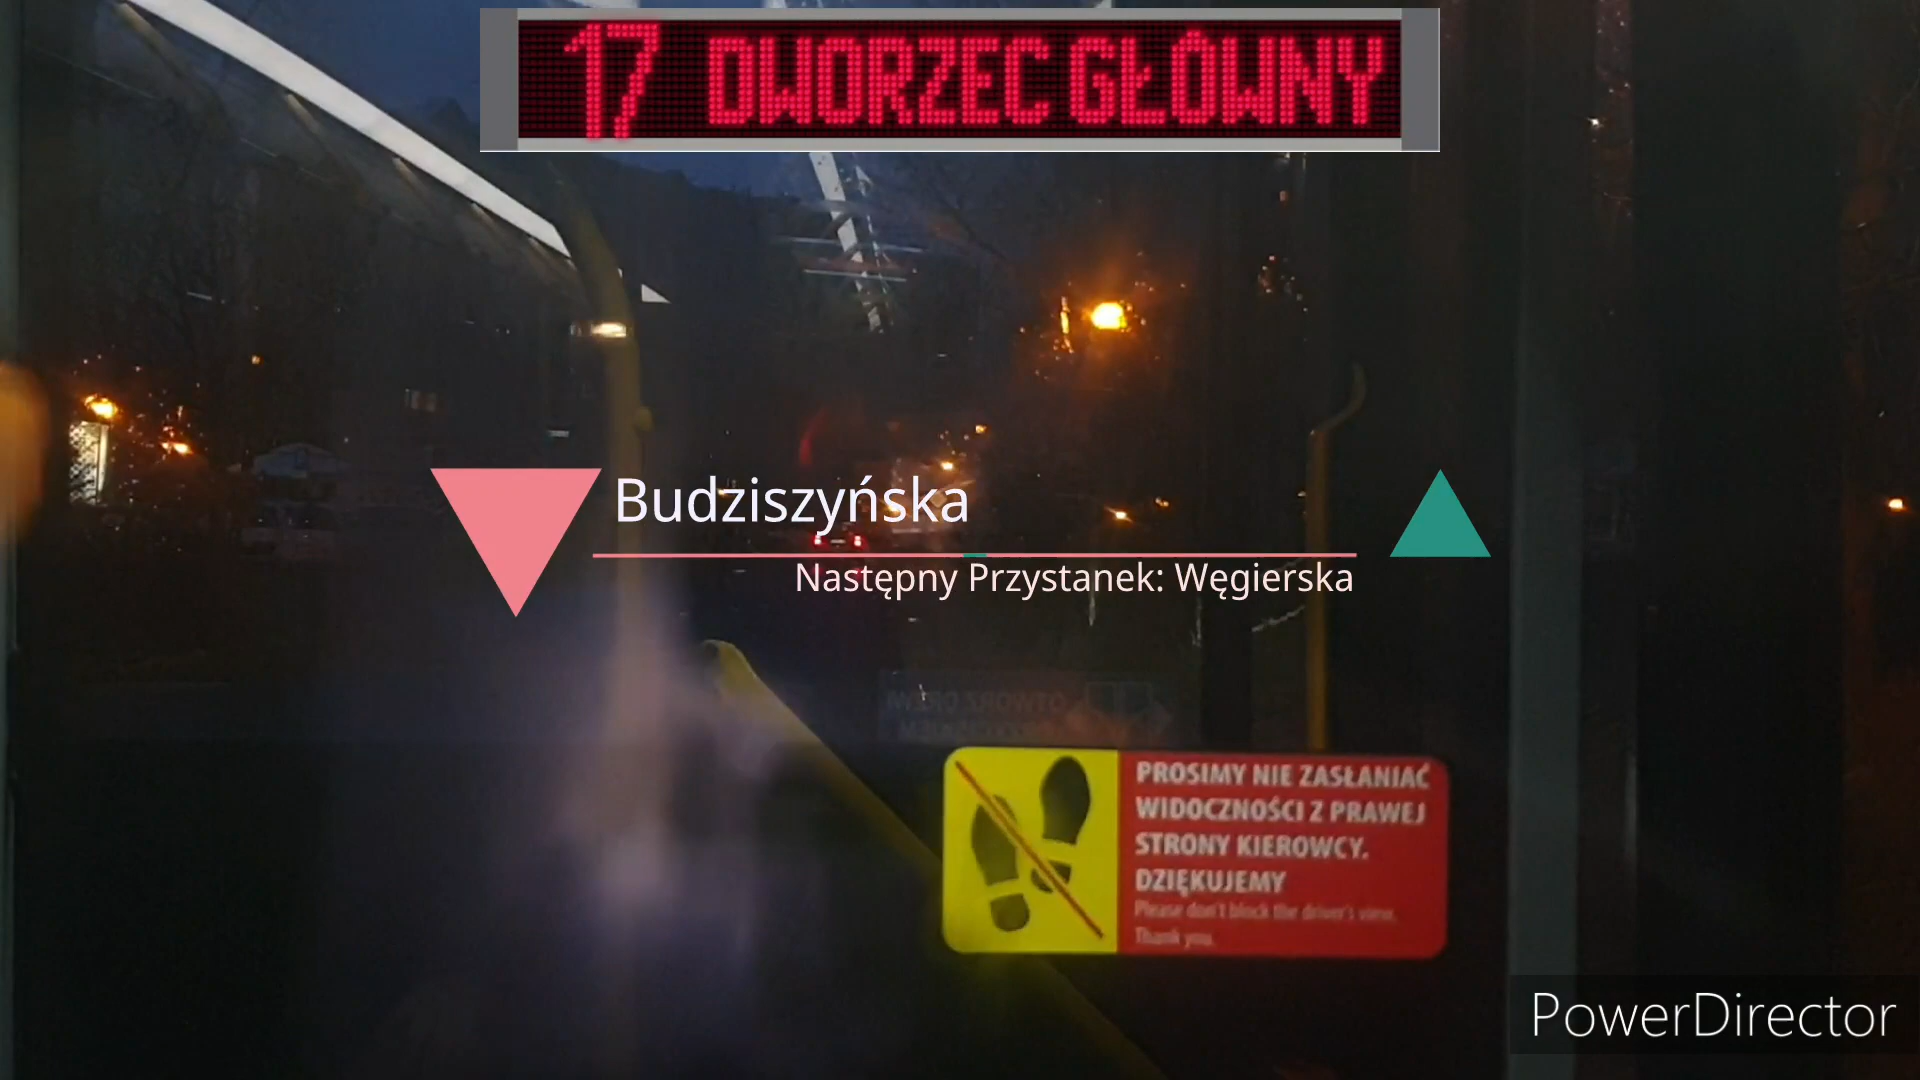 17 DWORZEC GŁÓWNY
Budziszyńska
Następny Przystanek: Węgierska
PROSIMY NIE ZASŁANIAĆ
WIDOCZNOŚCI Z PRAWEJ
STRONY KIEROWCY.
DZIĘKUJEMY
Please don't block the driver's view.
Thank you.
PowerDirector